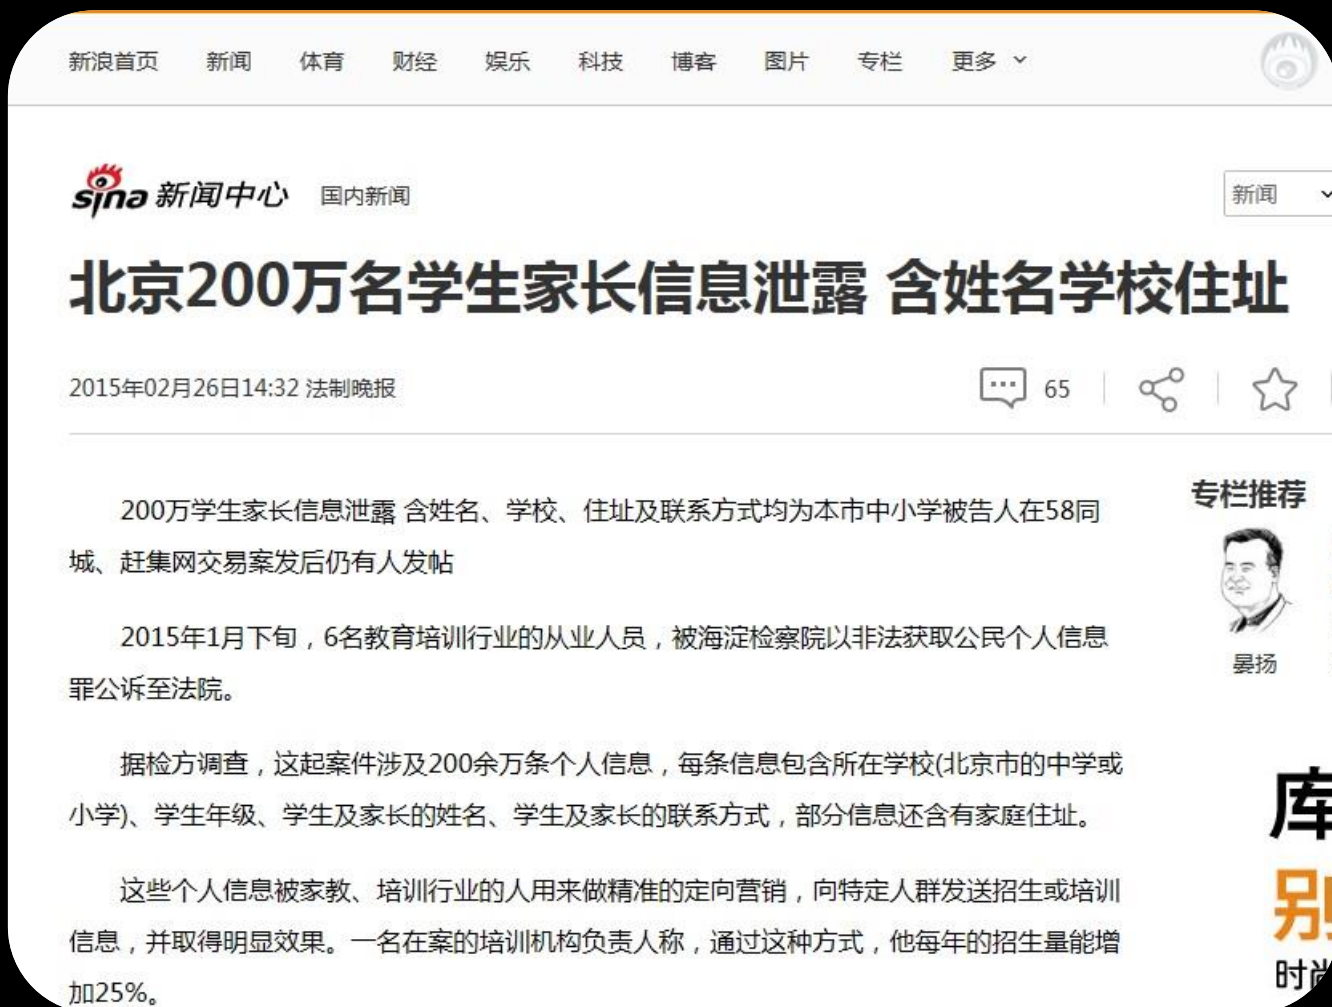 新浪首页 新闻 体育 财经 娱乐 科技 博客 图片 专栏 更多
sina 新闻中心 国内新闻 新闻
北京200万名学生家长信息泄露 含姓名学校住址
2015年02月26日14:32 法制晚报 65
200万学生家长信息泄露 含姓名、学校、住址及联系方式均为本市中小学被告人在58同
城、赶集网交易案发后仍有人发帖
2015年1月下旬，6名教育培训行业的从业人员，被海淀检察院以非法获取公民个人信息
罪公诉至法院。
据检方调查，这起案件涉及200余万条个人信息，每条信息包含所在学校(北京市的中学或
小学)、学生年级、学生及家长的姓名、学生及家长的联系方式，部分信息还含有家庭住址。
这些个人信息被家教、培训行业的人用来做精准的定向营销，向特定人群发送招生或培训
信息，并取得明显效果。一名在案的培训机构负责人称，通过这种方式，他每年的招生量能增
加25%。
专栏推荐
晏扬
库
别
时尚